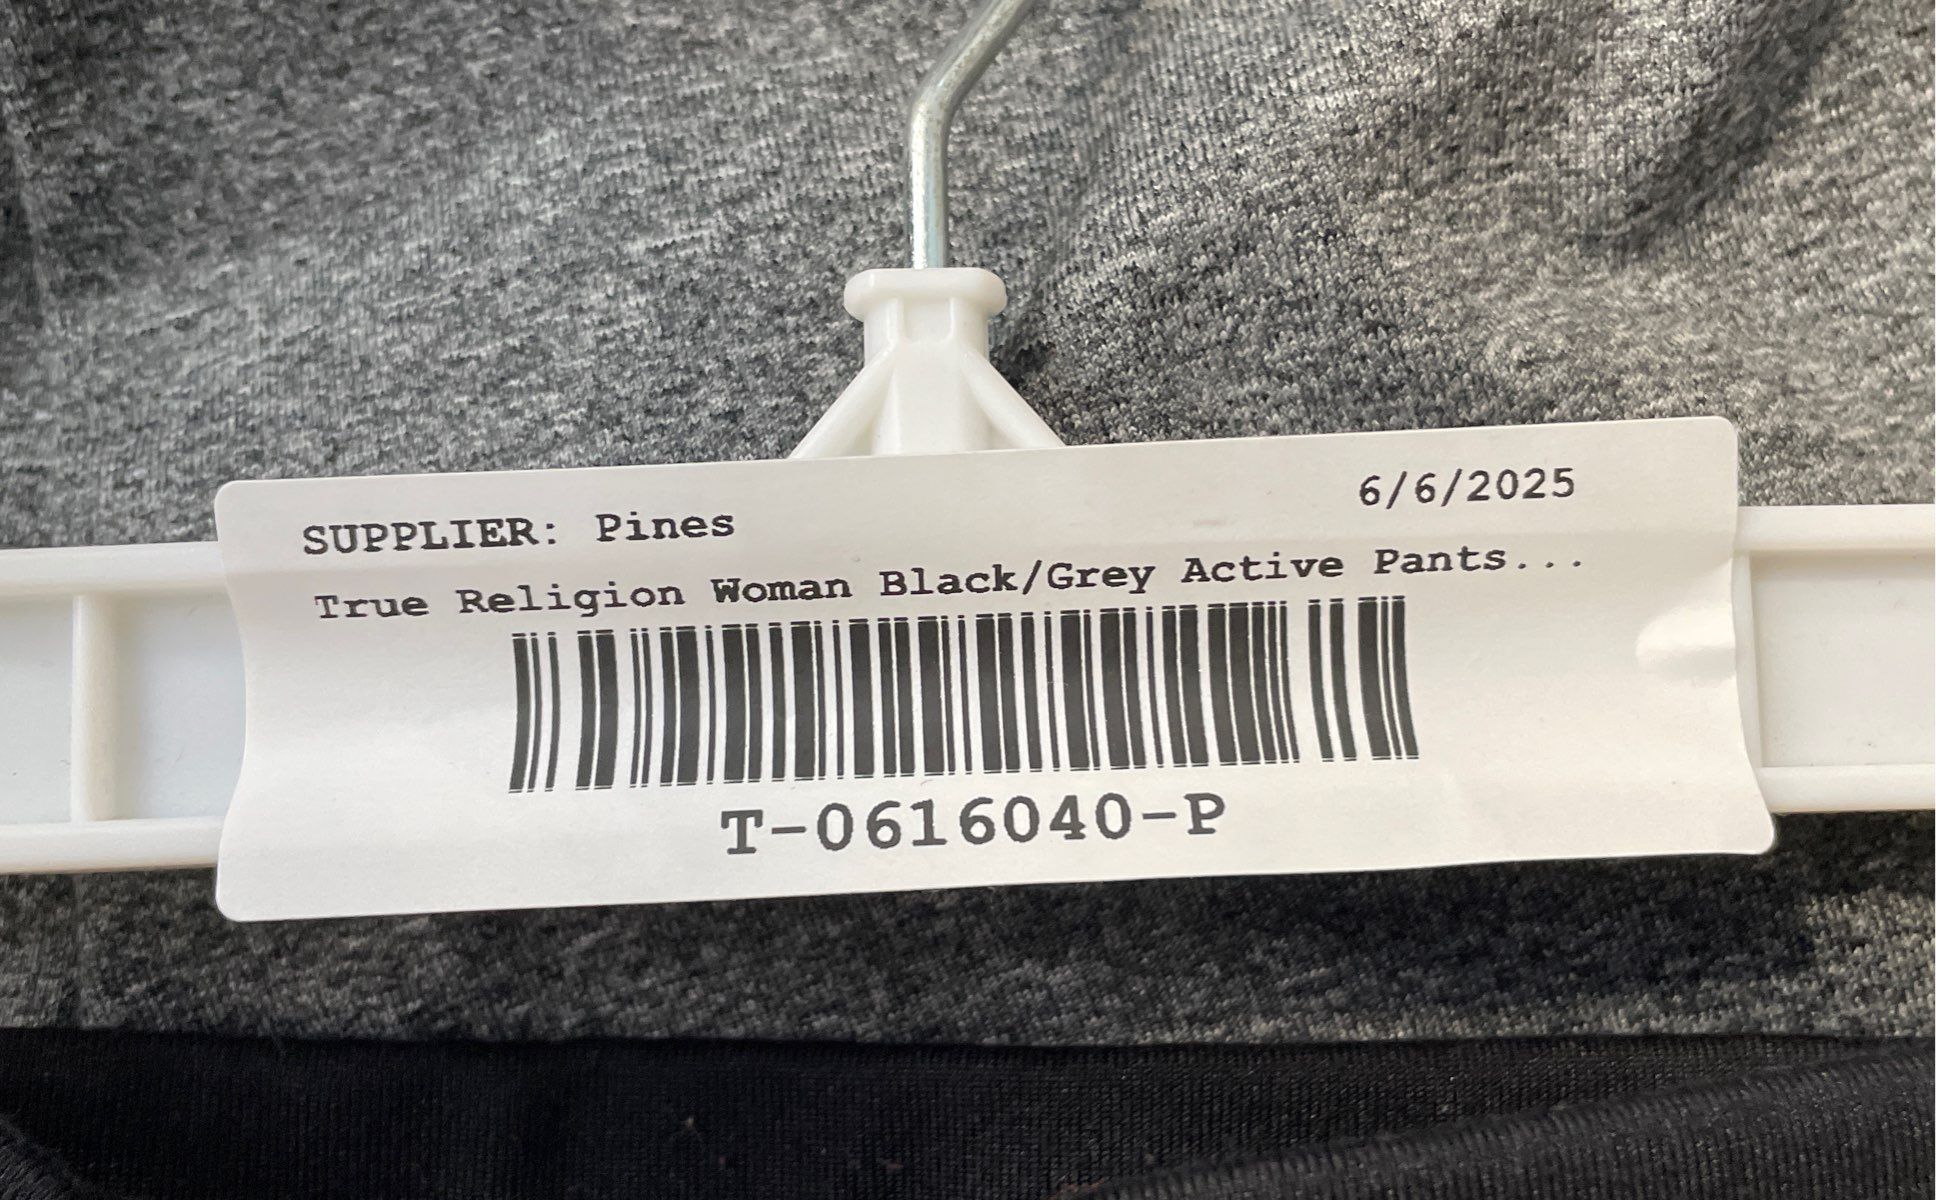 SUPPLIER: Pines
6/6/2025
True Religion Woman Black/Grey Active Pants...
T-0616040-P